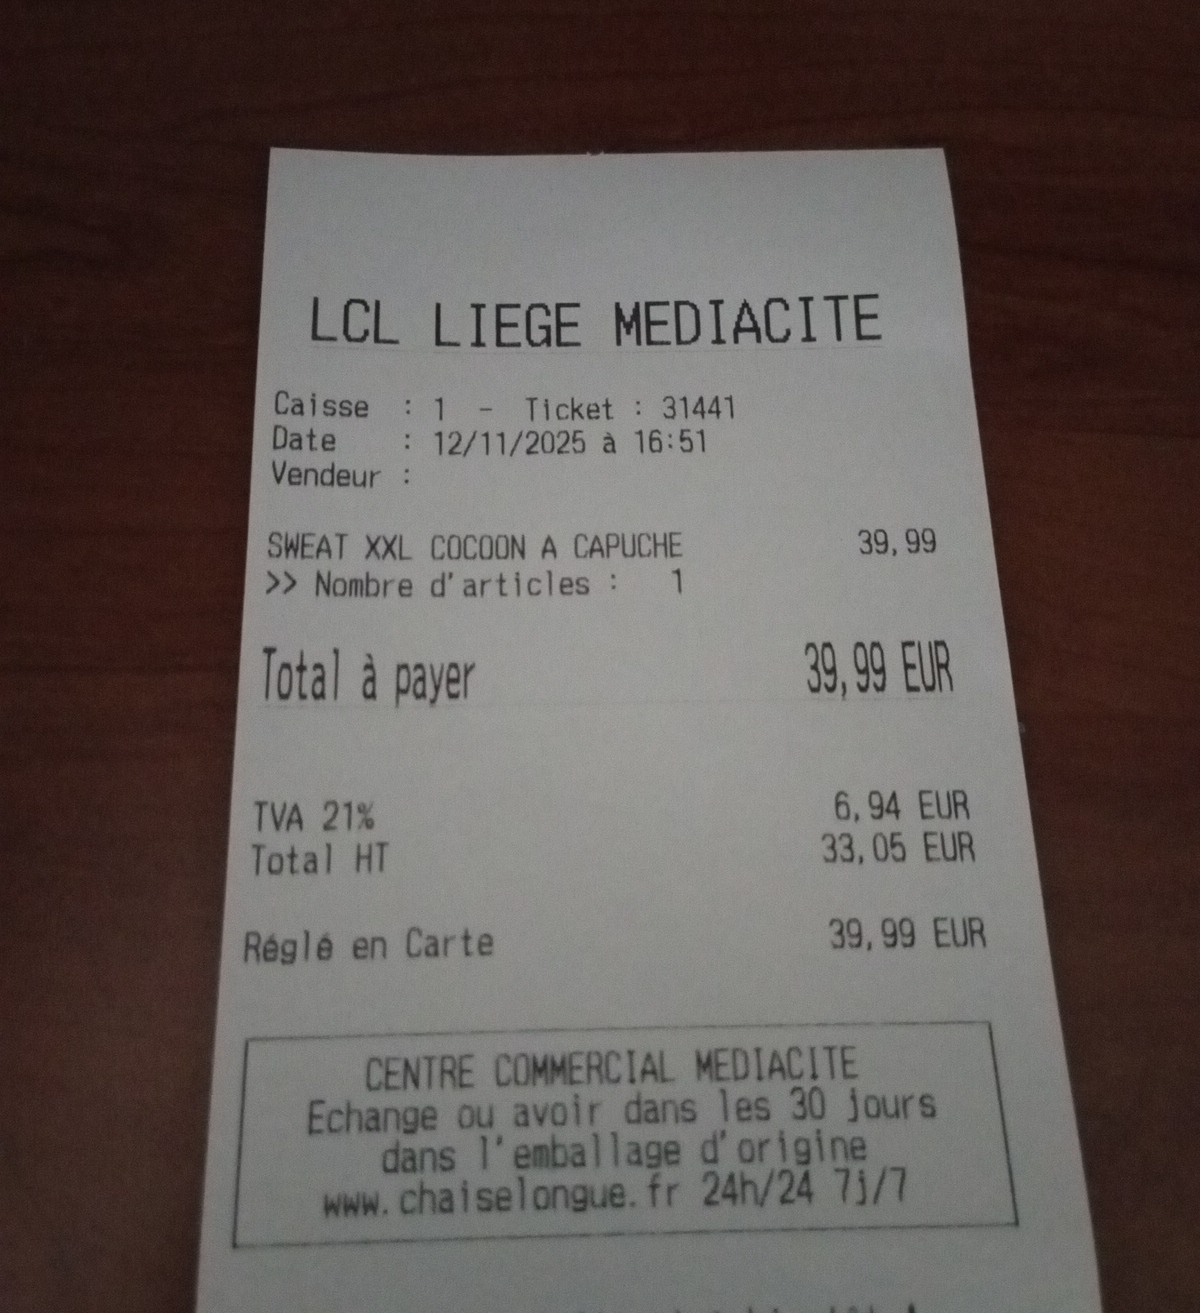 LCL LIEGE MEDIACITE
Caisse : 1 - Ticket : 31441
Date : 12/11/2025 à 16:51
Vendeur :
SWEAT XXL COCOON A CAPUCHE 39,99
>> Nombre d'articles : 1
Total à payer 39,99 EUR
TVA 21% 6,94 EUR
Total HT 33,05 EUR
Réglé en Carte 39,99 EUR
CENTRE COMMERCIAL MEDIACITE
Echange ou avoir dans les 30 jours
dans l'emballage d'origine
www.chaiselongue.fr 24h/24 7j/7